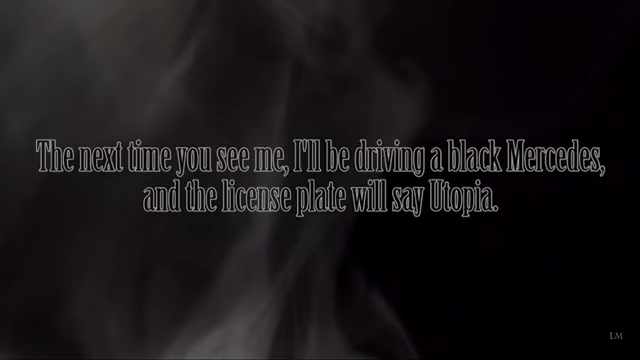 The next time you see me, I'll be driving a black Mercedes,
and the license plate will say Utopia.
LM